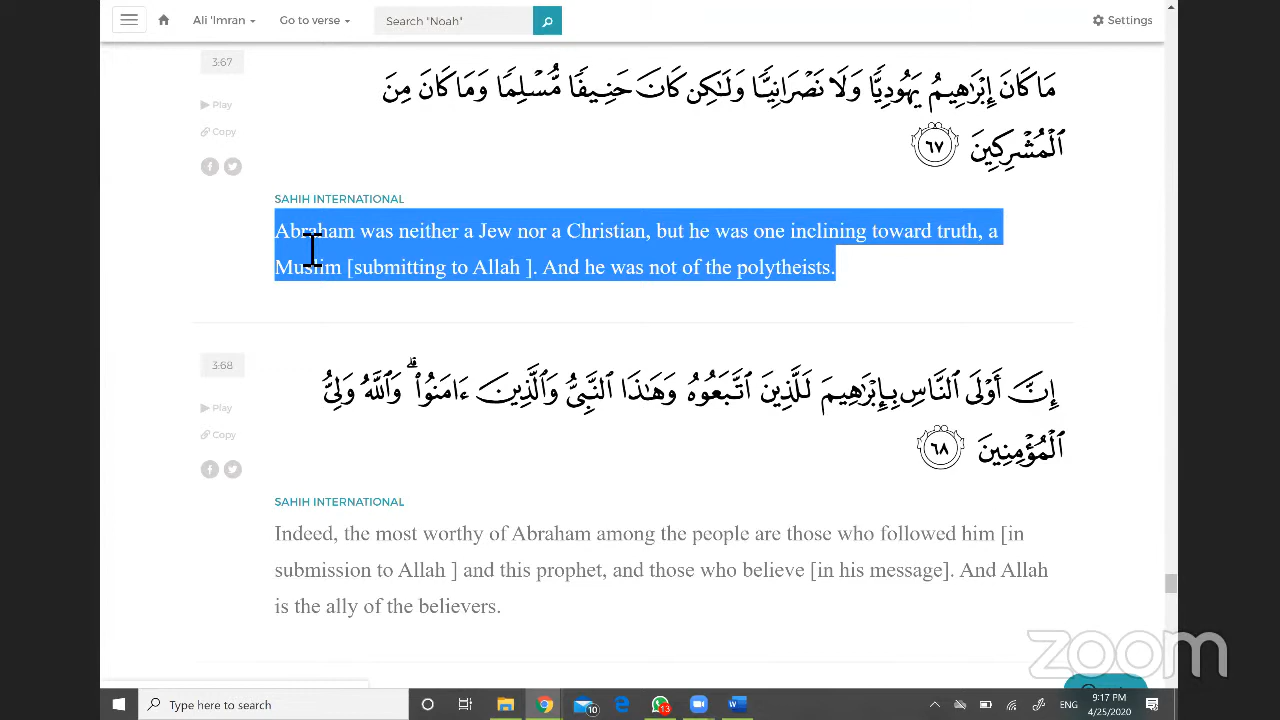 Ali 'Imran
Go to verse
Search "Noah"
Settings
3:67
مَا كَانَ إِبْرَٰهِيمُ يَهُودِيًّا وَلَا نَصْرَانِيًّا وَلَـٰكِن كَانَ حَنِيفًا مُّسْلِمًا وَمَا كَانَ مِنَ
ٱلْمُشْرِكِينَ ٦٧
Play
Copy
SAHIH INTERNATIONAL
Abraham was neither a Jew nor a Christian, but he was one inclining toward truth, a
Muslim [submitting to Allah ]. And he was not of the polytheists.
3:68
إِنَّ أَوْلَى ٱلنَّاسِ بِإِبْرَٰهِيمَ لَلَّذِينَ ٱتَّبَعُوهُ وَهَـٰذَا ٱلنَّبِىُّ وَٱلَّذِينَ ءَامَنُوا۟ ۗ وَٱللَّهُ وَلِىُّ
ٱلْمُؤْمِنِينَ ٦٨
Play
Copy
SAHIH INTERNATIONAL
Indeed, the most worthy of Abraham among the people are those who followed him [in
submission to Allah ] and this prophet, and those who believe [in his message]. And Allah
is the ally of the believers.
zoom
Type here to search
10
13
ENG
9:17 PM
4/25/2020